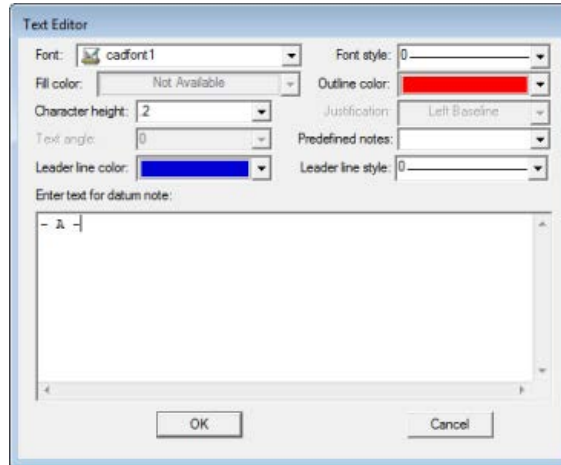 Text Editor
Font: cadfont1 Font style: 0
Fill color: Not Available Outline color:
Character height: .2 Justification: Left Baseline
Text angle: 0 Predefined notes:
Leader line color: Leader line style: 0
Enter text for datum note:
- A -
OK Cancel